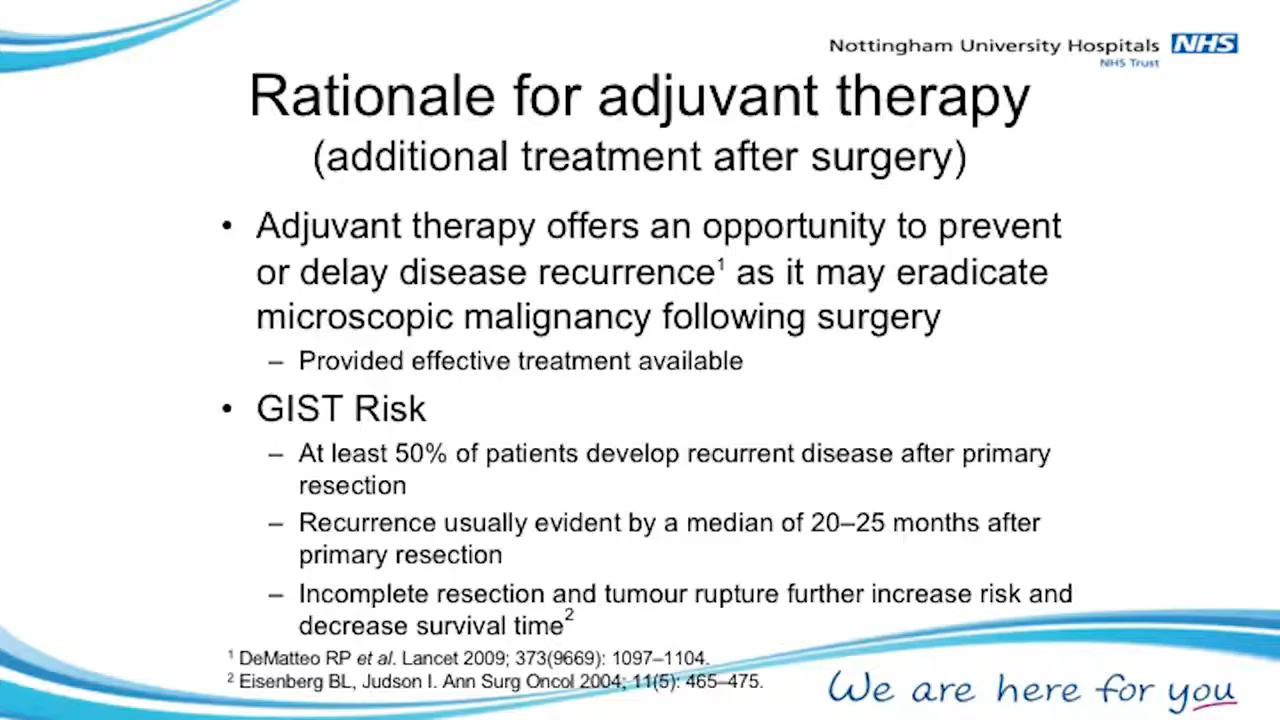 Nottingham University Hospitals NHS
NHS Trust
Rationale for adjuvant therapy
(additional treatment after surgery)
• Adjuvant therapy offers an opportunity to prevent
or delay disease recurrence¹ as it may eradicate
microscopic malignancy following surgery
– Provided effective treatment available
• GIST Risk
– At least 50% of patients develop recurrent disease after primary
resection
– Recurrence usually evident by a median of 20–25 months after
primary resection
– Incomplete resection and tumour rupture further increase risk and
decrease survival time²
¹ DeMatteo RP et al. Lancet 2009; 373(9669): 1097–1104.
² Eisenberg BL, Judson I. Ann Surg Oncol 2004; 11(5): 465–475.
We are here for you